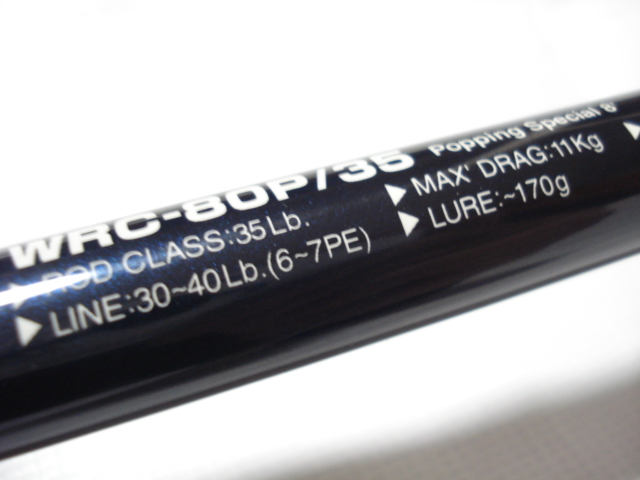 WRC-80P/35 Popping Special 8'
▶ ROD CLASS:35Lb. ▶ MAX' DRAG:11Kg ▶
▶ LINE:30~40Lb.(6~7PE) ▶ LURE:~170g